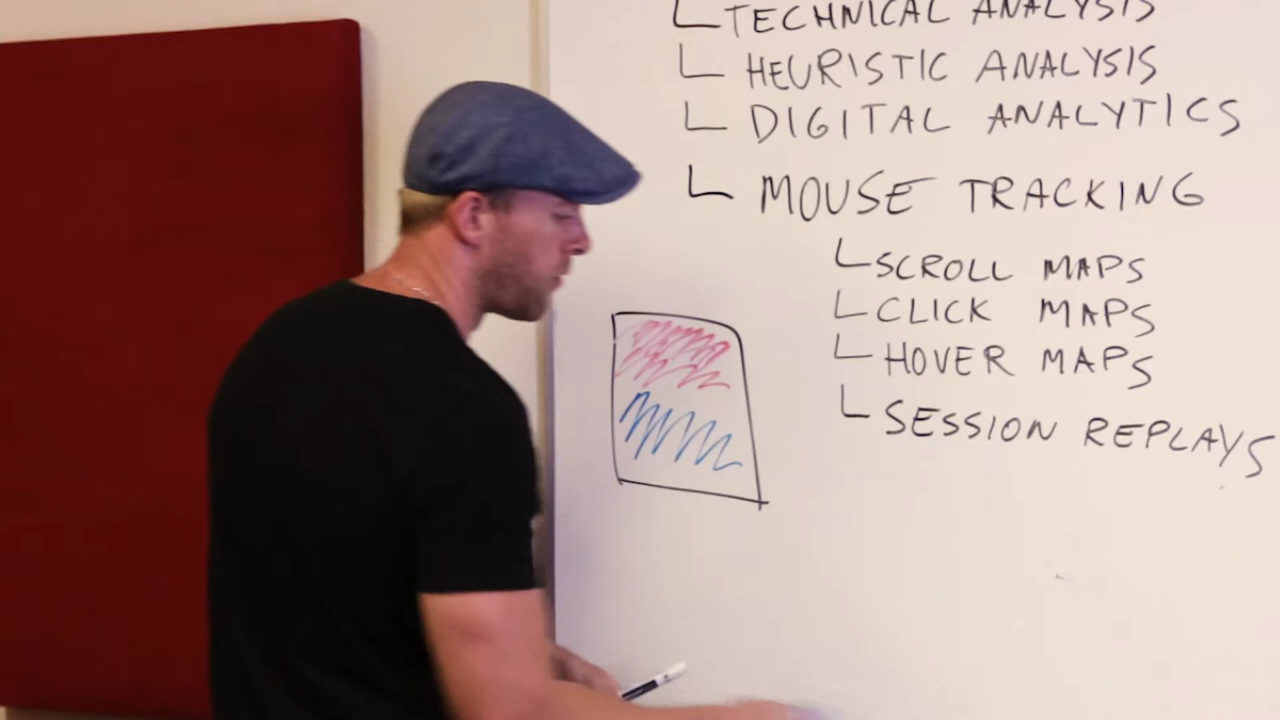 TECHNICAL ANALYSIS
HEURISTIC ANALYSIS
DIGITAL ANALYTICS
MOUSE TRACKING
SCROLL MAPS
CLICK MAPS
HOVER MAPS
SESSION REPLAYS